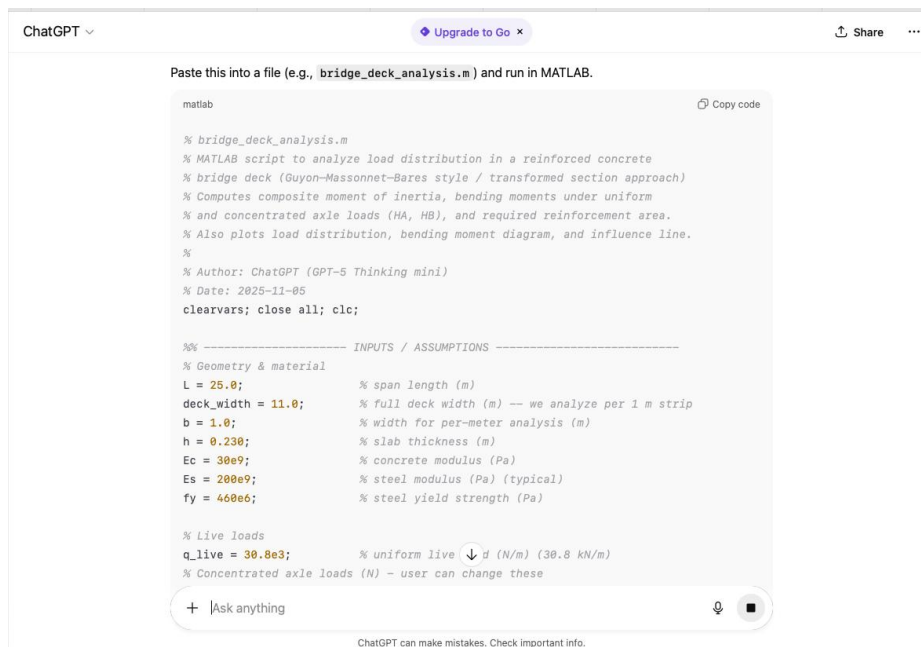 ChatGPT
Upgrade to Go ×
Share
Paste this into a file (e.g., bridge_deck_analysis.m) and run in MATLAB.
matlab
Copy code
% bridge_deck_analysis.m
% MATLAB script to analyze load distribution in a reinforced concrete
% bridge deck (Guyon–Massonnet–Bares style / transformed section approach)
% Computes composite moment of inertia, bending moments under uniform
% and concentrated axle loads (HA, HB), and required reinforcement area.
% Also plots load distribution, bending moment diagram, and influence line.
%
% Author: ChatGPT (GPT-5 Thinking mini)
% Date: 2025-11-05
clearvars; close all; clc;
%% --------------------- INPUTS / ASSUMPTIONS ---------------------------
% Geometry & material
L = 25.0; % span length (m)
deck_width = 11.0; % full deck width (m) -- we analyze per 1 m strip
b = 1.0; % width for per-meter analysis (m)
h = 0.230; % slab thickness (m)
Ec = 30e9; % concrete modulus (Pa)
Es = 200e9; % steel modulus (Pa) (typical)
fy = 460e6; % steel yield strength (Pa)
% Live loads
q_live = 30.8e3; % uniform live d (N/m) (30.8 kN/m)
% Concentrated axle loads (N) – user can change these
Ask anything
ChatGPT can make mistakes. Check important info.